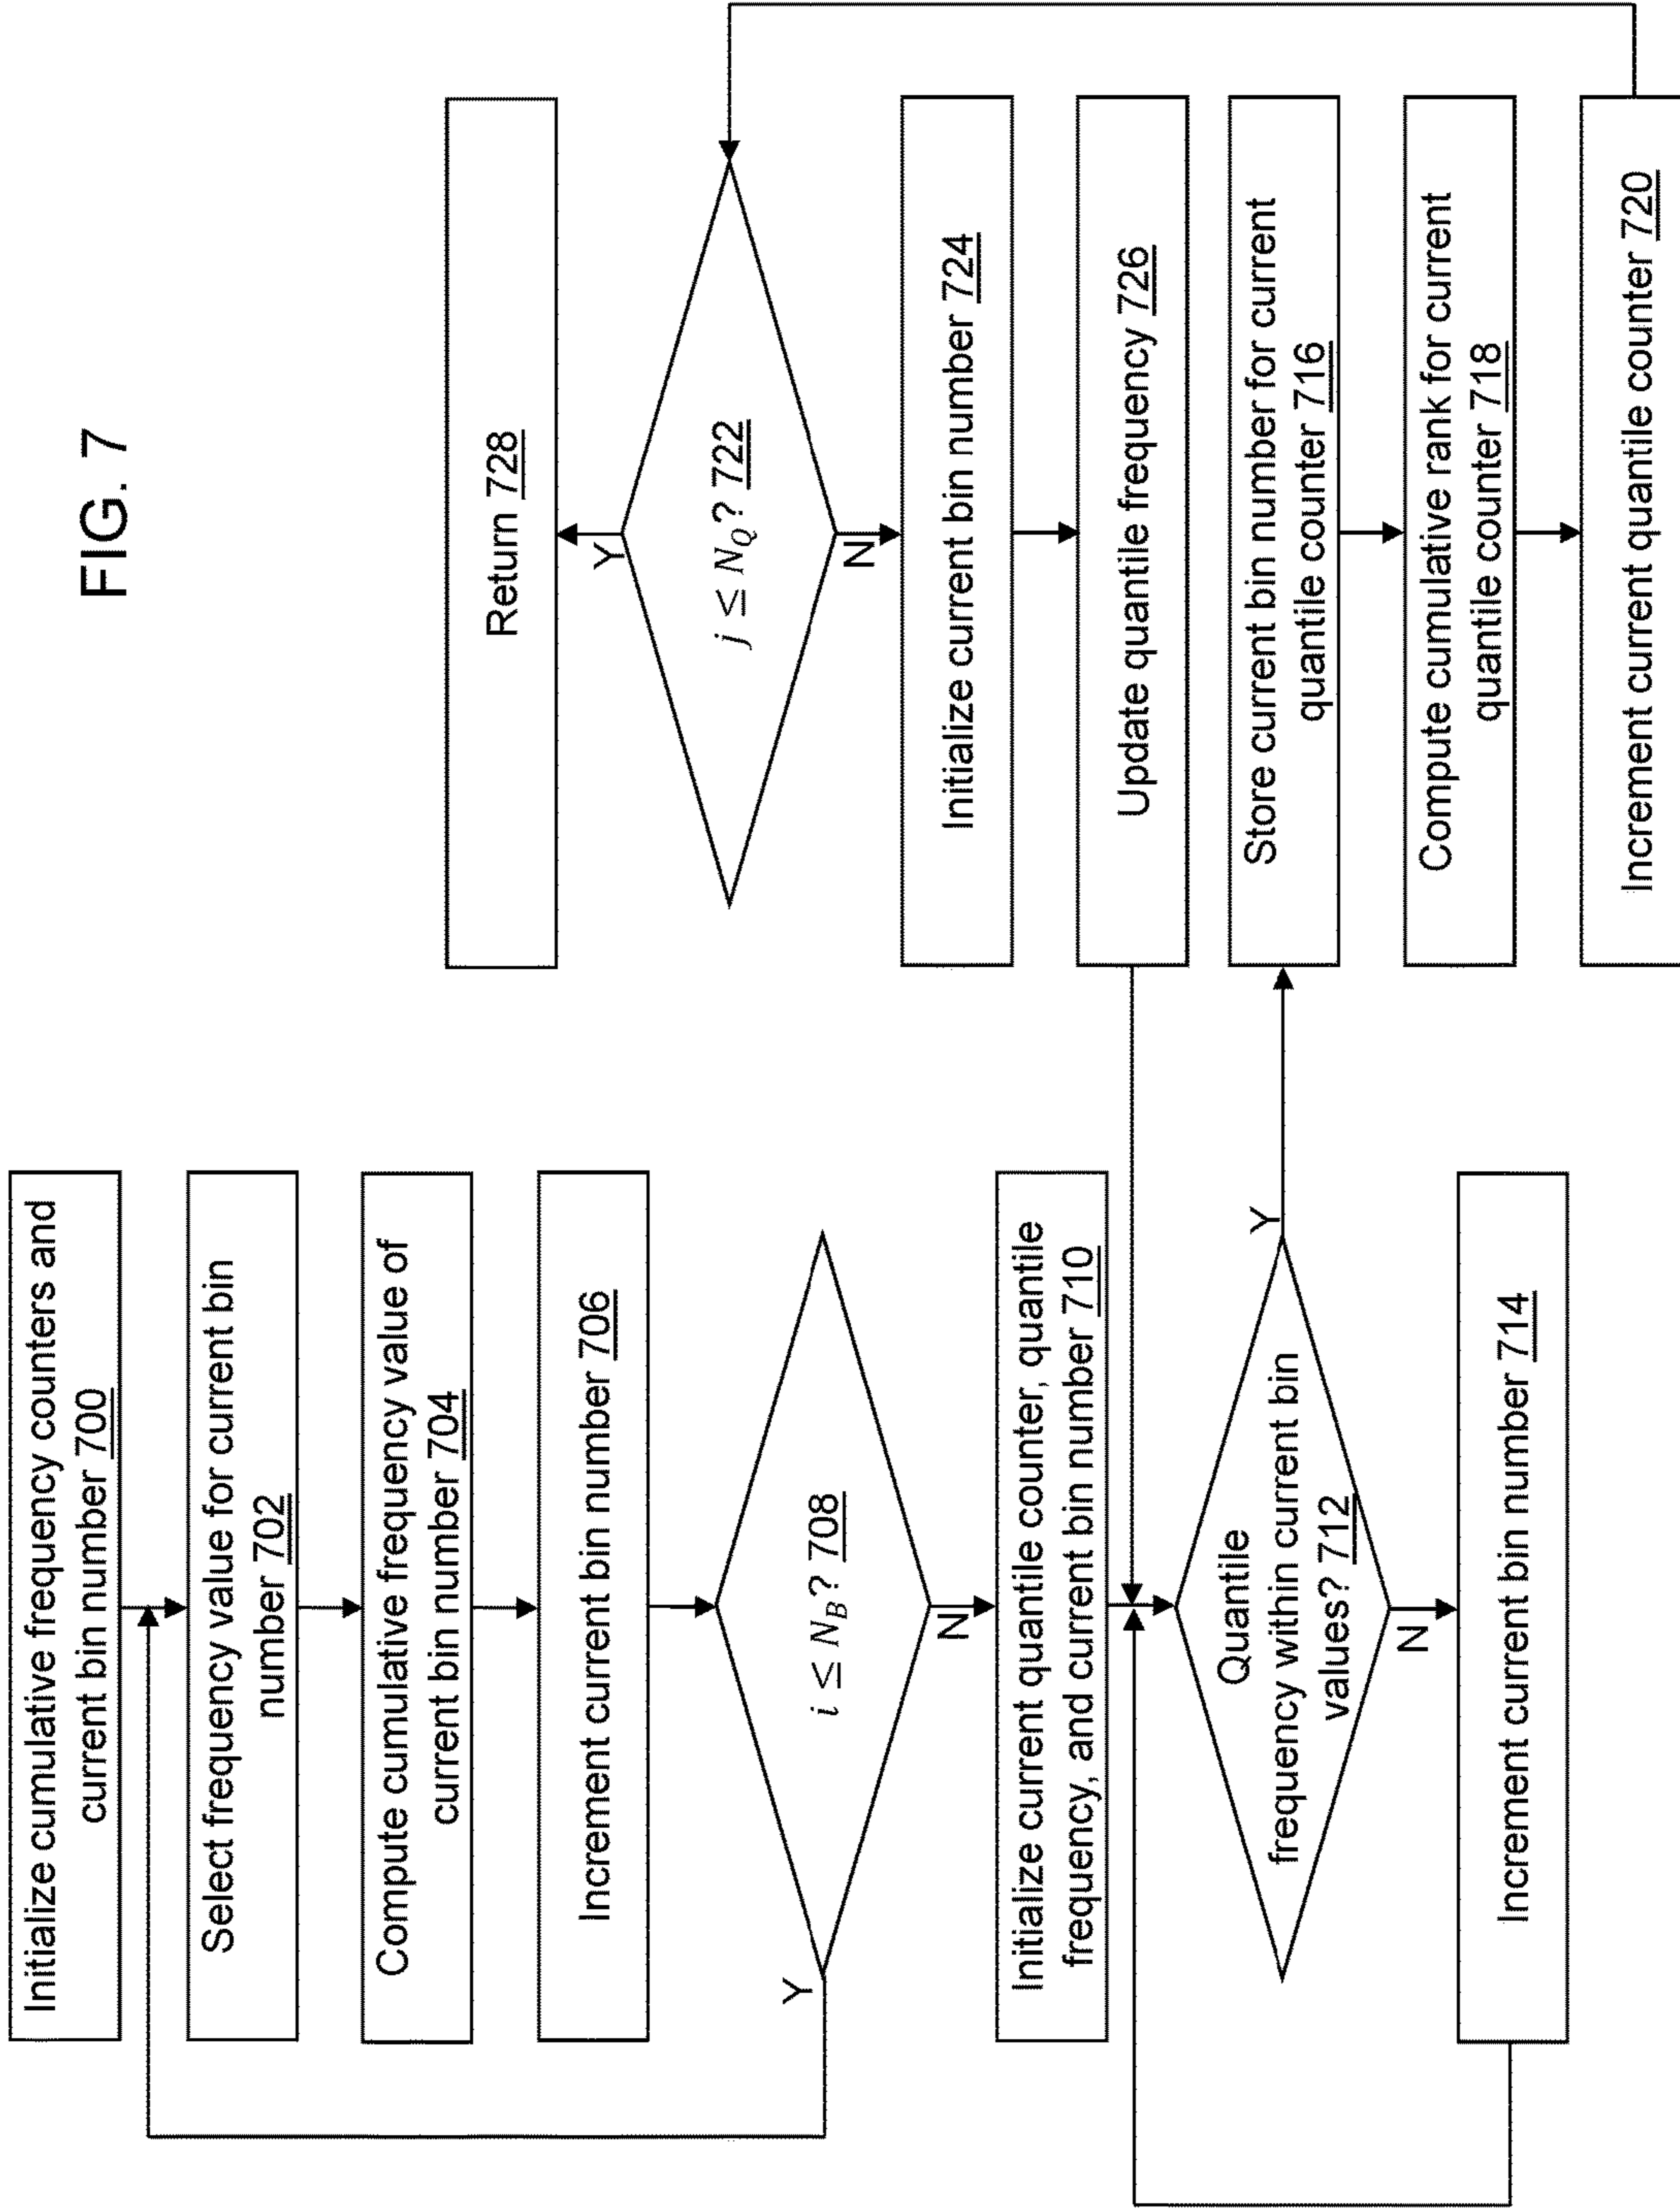 FIG. 7
Initialize cumulative frequency counters and
current bin number 700
Select frequency value for current bin
number 702
Compute cumulative frequency value of
current bin number 704
Increment current bin number 706
i ≤ N_B? 708
Y
N
Initialize current quantile counter, quantile
frequency, and current bin number 710
Quantile
frequency within current bin
values? 712
Y
N
Increment current bin number 714
Return 728
Y
j ≤ N_Q? 722
N
Initialize current bin number 724
Update quantile frequency 726
Store current bin number for current
quantile counter 716
Compute cumulative rank for current
quantile counter 718
Increment current quantile counter 720